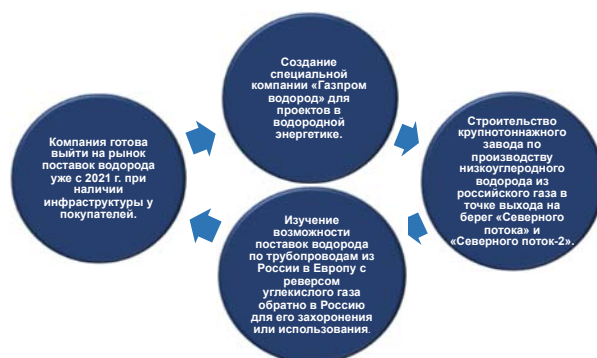 Создание
специальной
компании «Газпром
водород» для
проектов в
водородной
энергетике.
Строительство
крупнотоннажного
завода по
производству
низкоуглеродного
водорода из
российского газа в
точке выхода на
берег «Северного
потока» и
«Северного поток-2».
Изучение
возможности
поставок водорода
по трубопроводам из
России в Европу с
реверсом
углекислого газа
обратно в Россию
для его захоронения
или использования.
Компания готова
выйти на рынок
поставок водорода
уже с 2021 г. при
наличии
инфраструктуры у
покупателей.